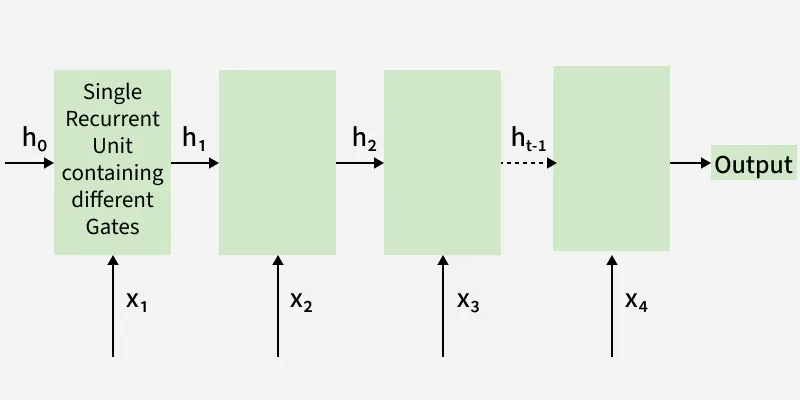 h₀
Single
Recurrent
Unit
containing
different
Gates
h₁
h₂
hₜ₋₁
Output
x₁
x₂
x₃
x₄